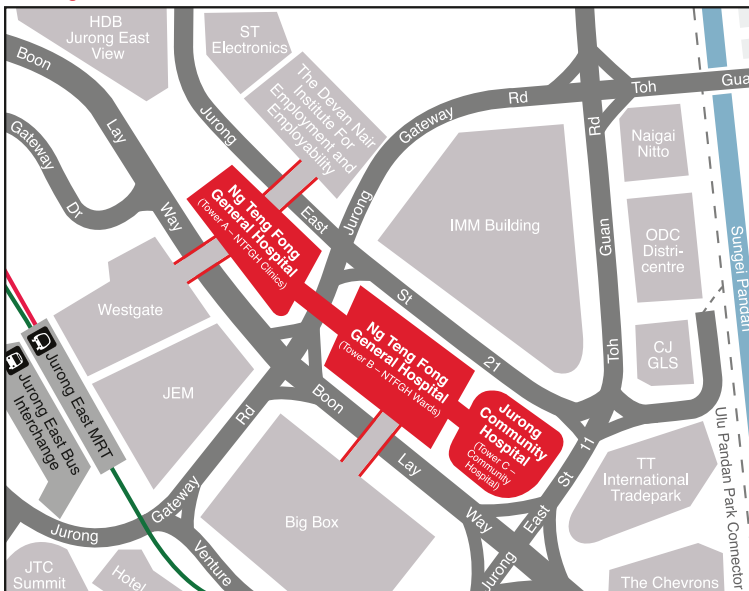 HDB
Jurong East
View
ST
Electronics
The Devan Nair
Institute For
Employment and
Employability
Boon
Lay
Way
Gateway
Dr
Jurong
East
St
21
Jurong
Gateway
Rd
Toh
Gua
Rd
Guan
Toh
Naigai
Nitto
ODC
Distri-
centre
CJ
GLS
Sungei Pandan
Ulu Pandan Park Connector
IMM Building
Ng Teng Fong
General Hospital
(Tower A – NTFGH Clinics)
Ng Teng Fong
General Hospital
(Tower B – NTFGH Wards)
Jurong
Community
Hospital
(Tower C –
Community
Hospital)
Westgate
JEM
Jurong East MRT
Jurong East Bus
Interchange
Boon
Lay
Way
Jurong
Gateway
Rd
Venture
Big Box
Jurong
East
St
11
TT
International
Tradepark
The Chevrons
JTC
Summit
Hotel